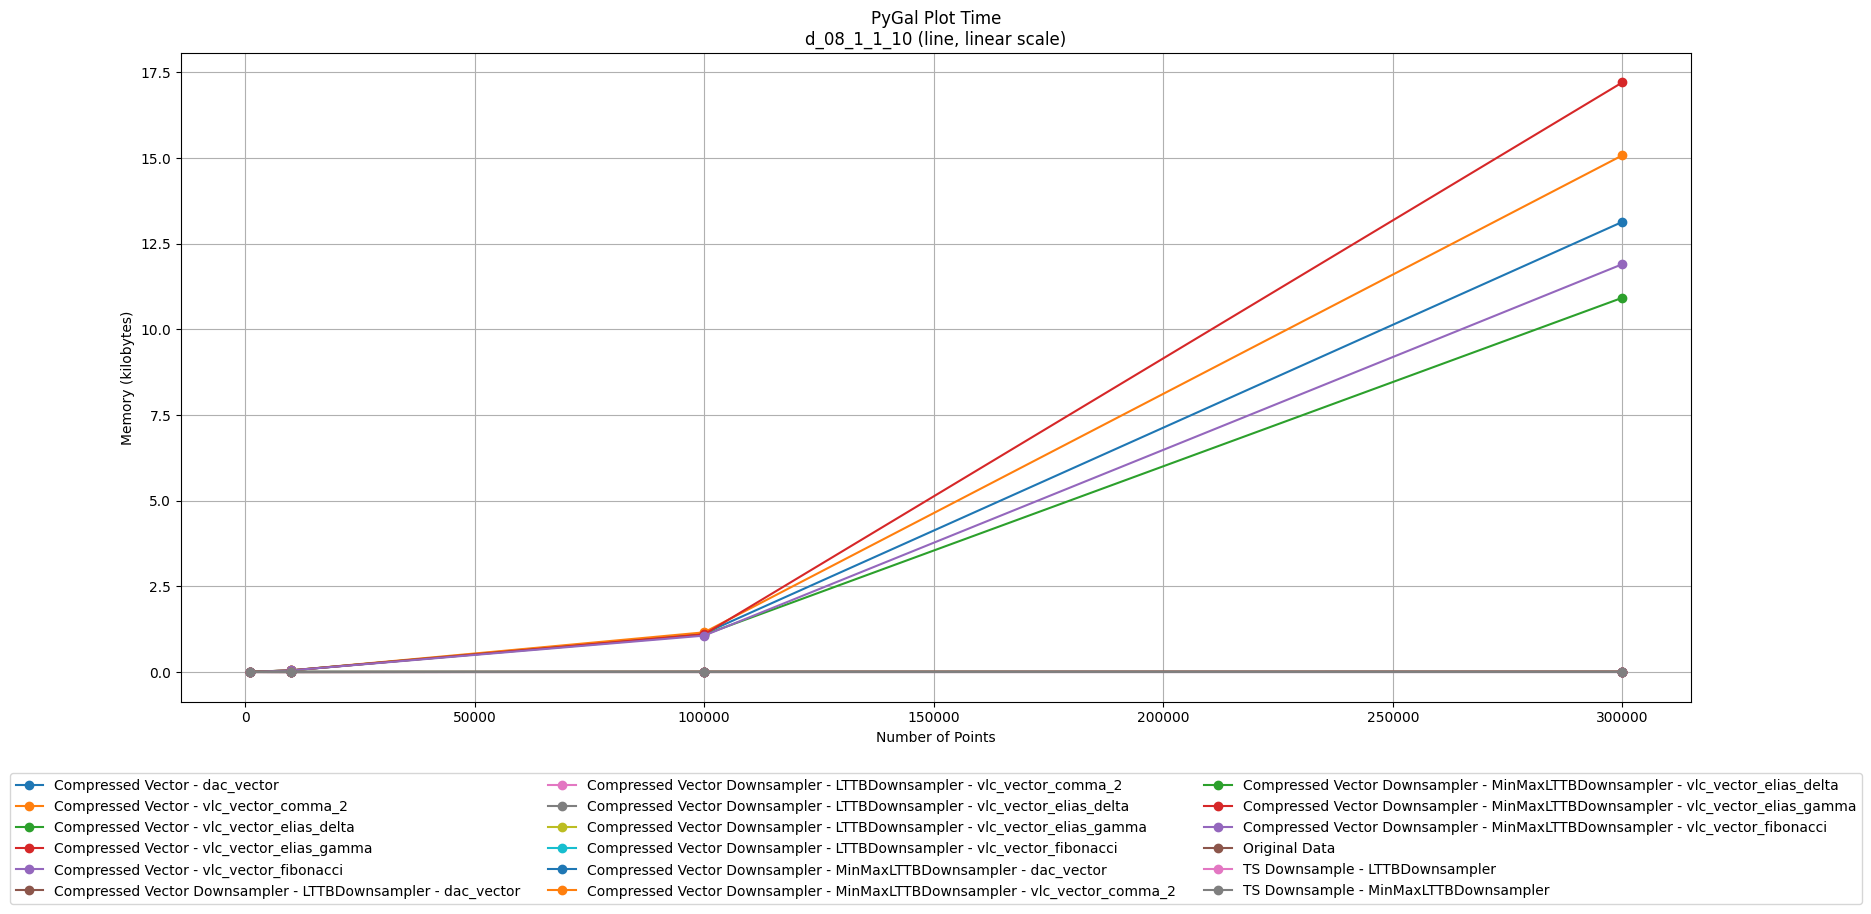 PyGal Plot Time
d_08_1_1_10 (line, linear scale)
17.5
15.0
12.5
10.0
7.5
5.0
2.5
0.0
Memory (kilobytes)
0 50000 100000 150000 200000 250000 300000
Number of Points
Compressed Vector - dac_vector
Compressed Vector - vlc_vector_comma_2
Compressed Vector - vlc_vector_elias_delta
Compressed Vector - vlc_vector_elias_gamma
Compressed Vector - vlc_vector_fibonacci
Compressed Vector Downsampler - LTTBDownsampler - dac_vector
Compressed Vector Downsampler - LTTBDownsampler - vlc_vector_comma_2
Compressed Vector Downsampler - LTTBDownsampler - vlc_vector_elias_delta
Compressed Vector Downsampler - LTTBDownsampler - vlc_vector_elias_gamma
Compressed Vector Downsampler - LTTBDownsampler - vlc_vector_fibonacci
Compressed Vector Downsampler - MinMaxLTTBDownsampler - dac_vector
Compressed Vector Downsampler - MinMaxLTTBDownsampler - vlc_vector_comma_2
Compressed Vector Downsampler - MinMaxLTTBDownsampler - vlc_vector_elias_delta
Compressed Vector Downsampler - MinMaxLTTBDownsampler - vlc_vector_elias_gamma
Compressed Vector Downsampler - MinMaxLTTBDownsampler - vlc_vector_fibonacci
Original Data
TS Downsample - LTTBDownsampler
TS Downsample - MinMaxLTTBDownsampler